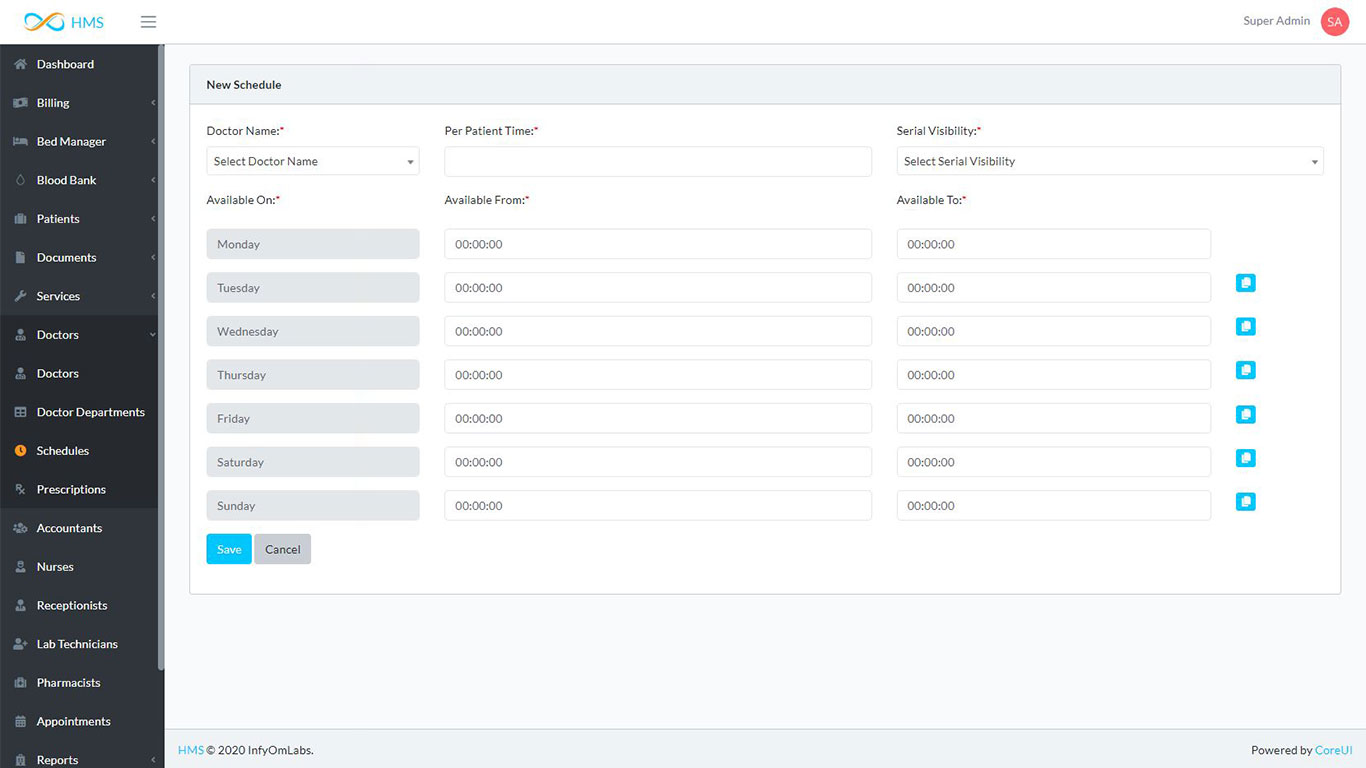 HMS
Super Admin
SA
Dashboard
Billing
Bed Manager
Blood Bank
Patients
Documents
Services
Doctors
Doctors
Doctor Departments
Schedules
Prescriptions
Accountants
Nurses
Receptionists
Lab Technicians
Pharmacists
Appointments
Reports
New Schedule
Doctor Name:* Per Patient Time:* Serial Visibility:*
Select Doctor Name Select Serial Visibility
Available On:* Available From:* Available To:*
Monday 00:00:00 00:00:00
Tuesday 00:00:00 00:00:00
Wednesday 00:00:00 00:00:00
Thursday 00:00:00 00:00:00
Friday 00:00:00 00:00:00
Saturday 00:00:00 00:00:00
Sunday 00:00:00 00:00:00
Save Cancel
HMS © 2020 InfyOmLabs. Powered by CoreUI